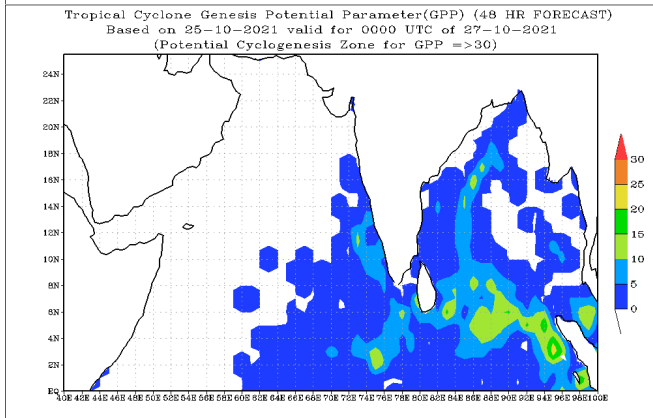 Tropical Cyclone Genesis Potential Parameter(GPP) (48 HR FORECAST)
Based on 25-10-2021 valid for 0000 UTC of 27-10-2021
(Potential Cyclogenesis Zone for GPP =>30)
24N
22N
20N
18N
16N
14N
12N
10N
8N
6N
4N
2N
EQ
40E 42E 44E 46E 48E 50E 52E 54E 56E 58E 60E 62E 64E 66E 68E 70E 72E 74E 76E 78E 80E 82E 84E 86E 88E 90E 92E 94E 96E 98E 100E
30
25
20
15
10
5
0